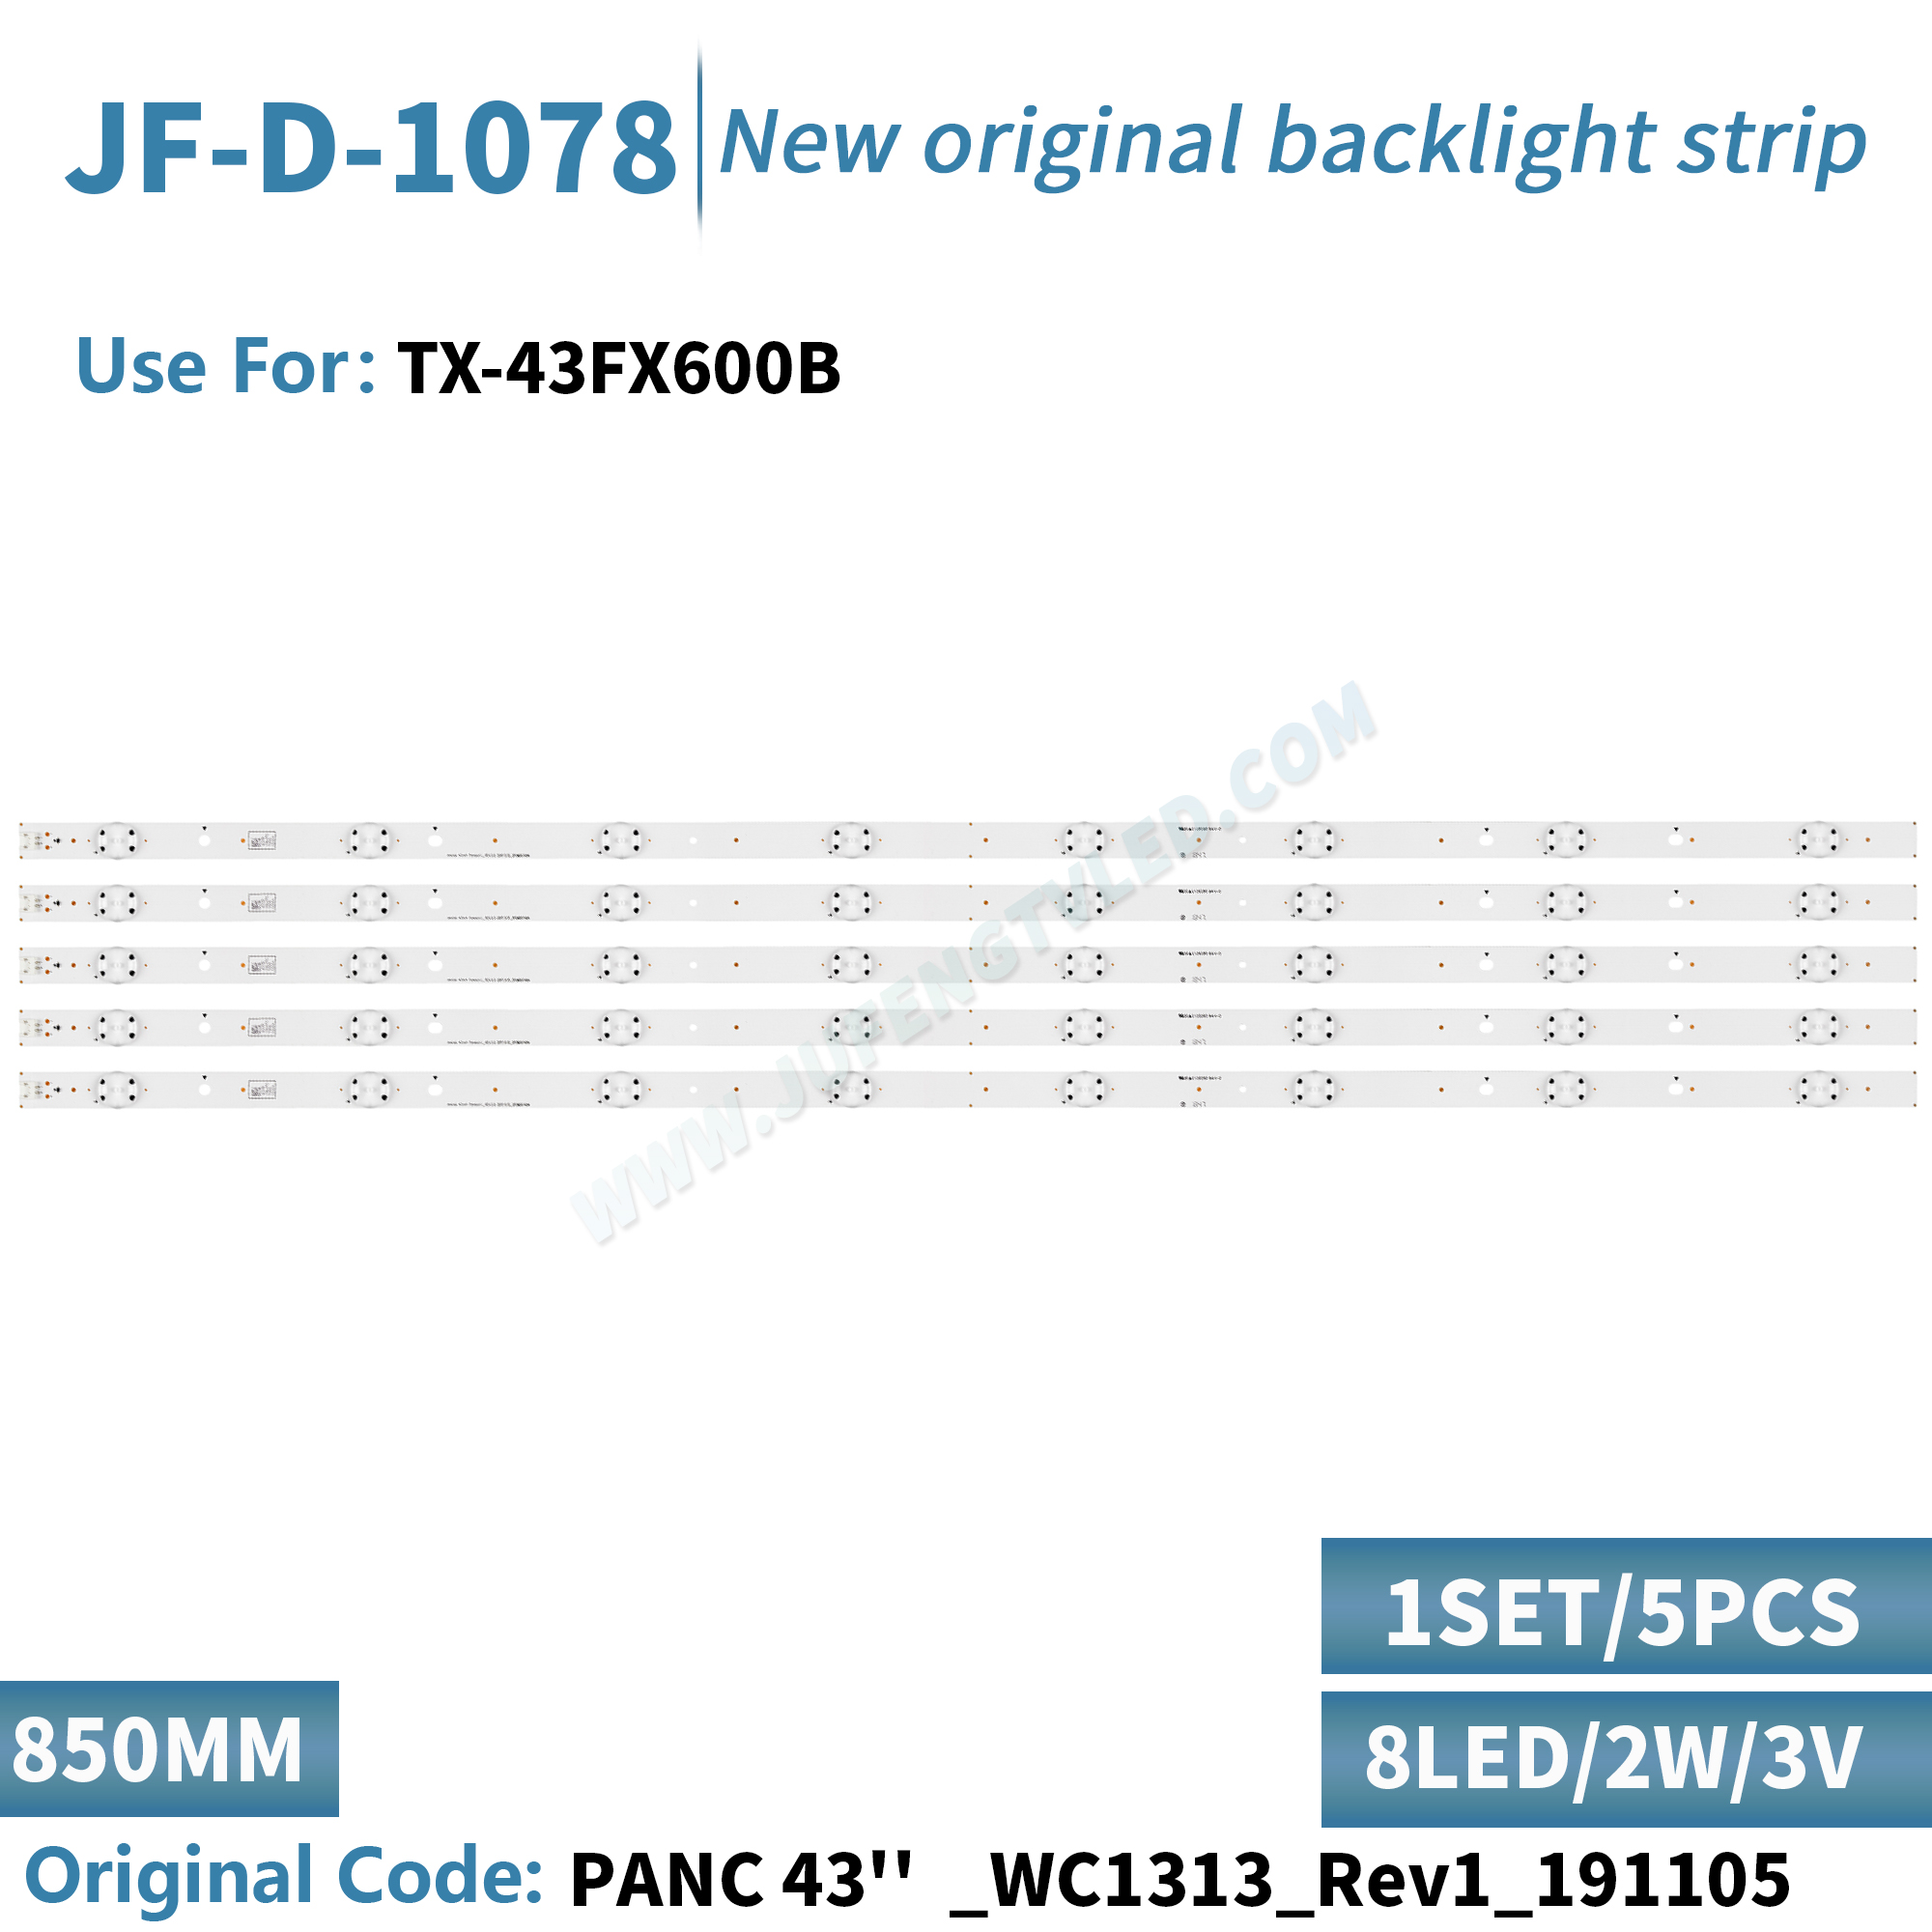 JF-D-1078
New original backlight strip
Use For: TX-43FX600B
WWW.JUFENGTVLED.COM
1SET/5PCS
850MM
8LED/2W/3V
Original Code: PANC 43'' _WC1313_Rev1_191105